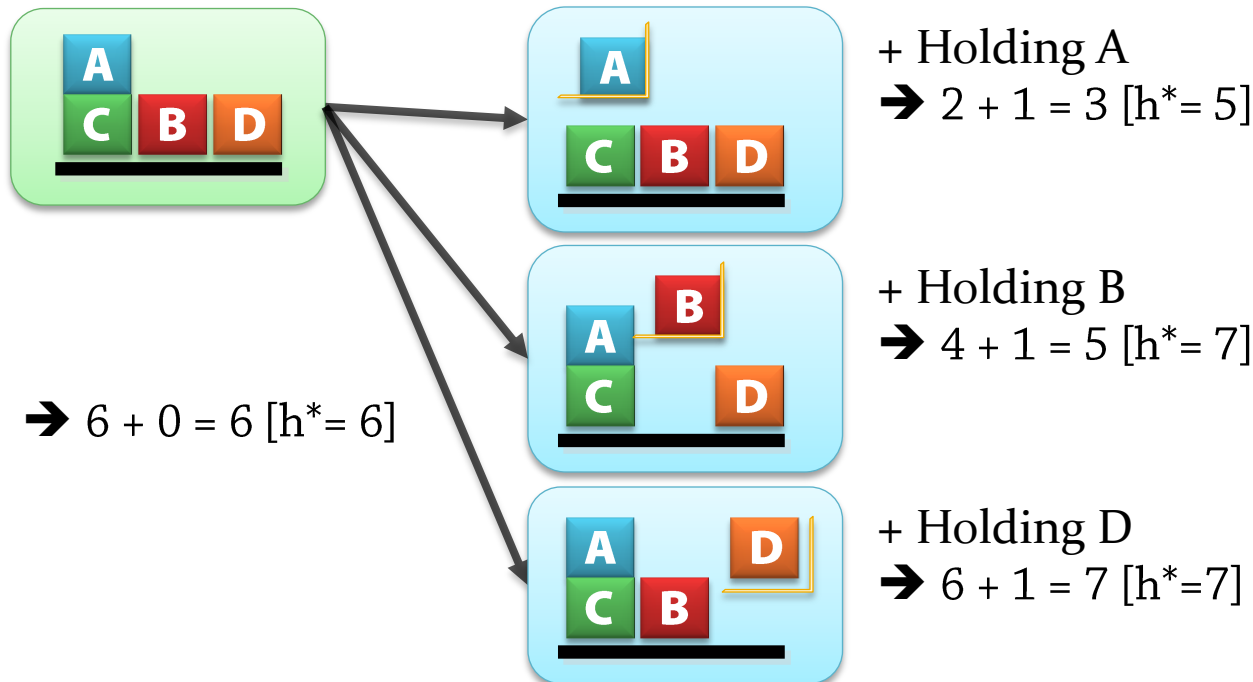 A
C B D
➔ 6 + 0 = 6 [h*= 6]
A
C B D
+ Holding A
➔ 2 + 1 = 3 [h*= 5]
B
A
C D
+ Holding B
➔ 4 + 1 = 5 [h*= 7]
A D
C B
+ Holding D
➔ 6 + 1 = 7 [h*=7]